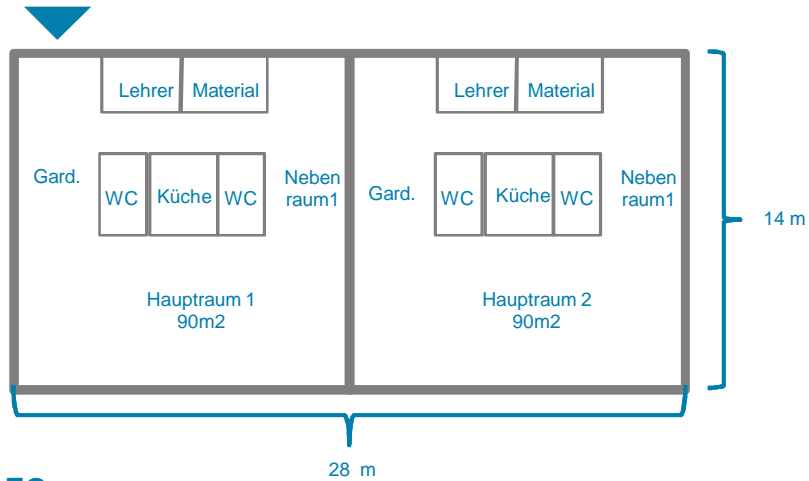 Lehrer Material Lehrer Material
Gard. Neben
raum1 Gard. Neben
raum1
WC Küche WC WC Küche WC
14 m
Hauptraum 1
90m2
Hauptraum 2
90m2
28 m